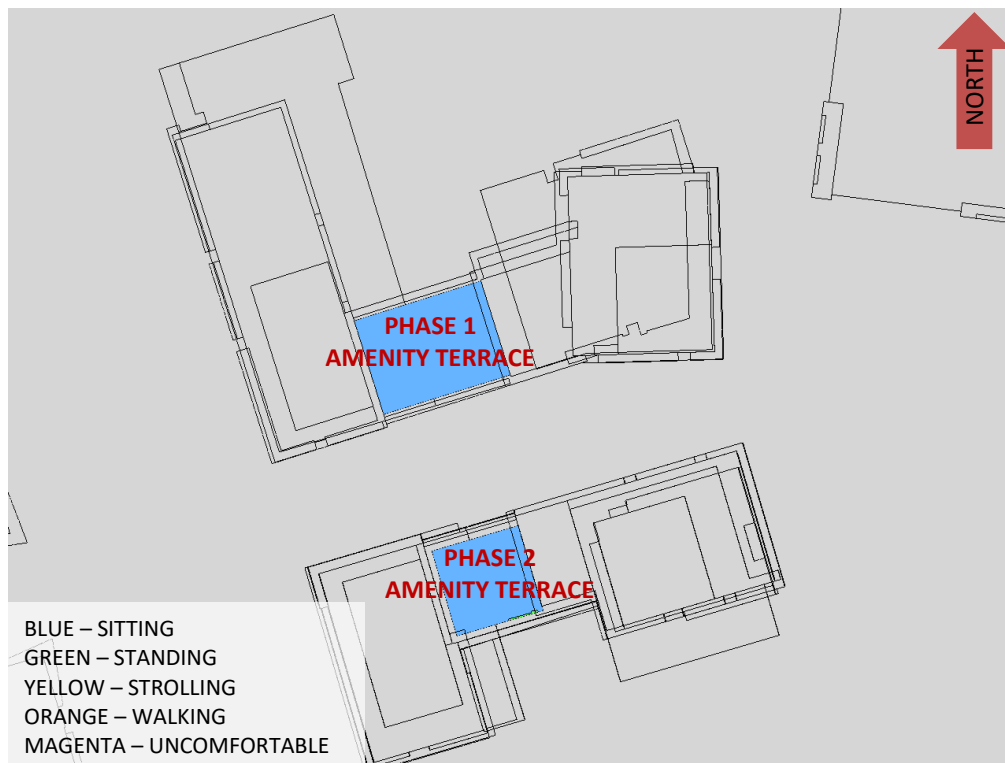 NORTH
PHASE 1
AMENITY TERRACE
PHASE 2
AMENITY TERRACE
BLUE – SITTING
GREEN – STANDING
YELLOW – STROLLING
ORANGE – WALKING
MAGENTA – UNCOMFORTABLE